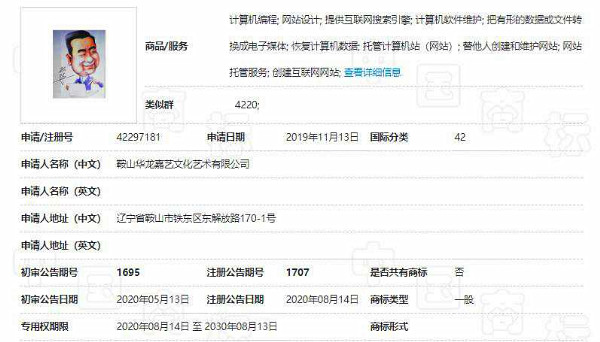 计算机编程; 网站设计; 提供互联网搜索引擎; 计算机软件维护; 把有形的数据或文件转
商品/服务 换成电子媒体; 恢复计算机数据; 托管计算机站（网站）; 替他人创建和维护网站; 网站
托管服务; 创建互联网网站; 查看详细信息
类似群 4220;
申请/注册号 42297181 申请日期 2019年11月13日 国际分类 42
申请人名称（中文） 鞍山华龙嘉艺文化艺术有限公司
申请人名称（英文）
申请人地址（中文） 辽宁省鞍山市铁东区东解放路170-1号
申请人地址（英文）
初审公告期号 1695 注册公告期号 1707 是否共有商标 否
初审公告日期 2020年05月13日 注册公告日期 2020年08月14日 商标类型 一般
专用权期限 2020年08月14日 至 2030年08月13日 商标形式
中国商标